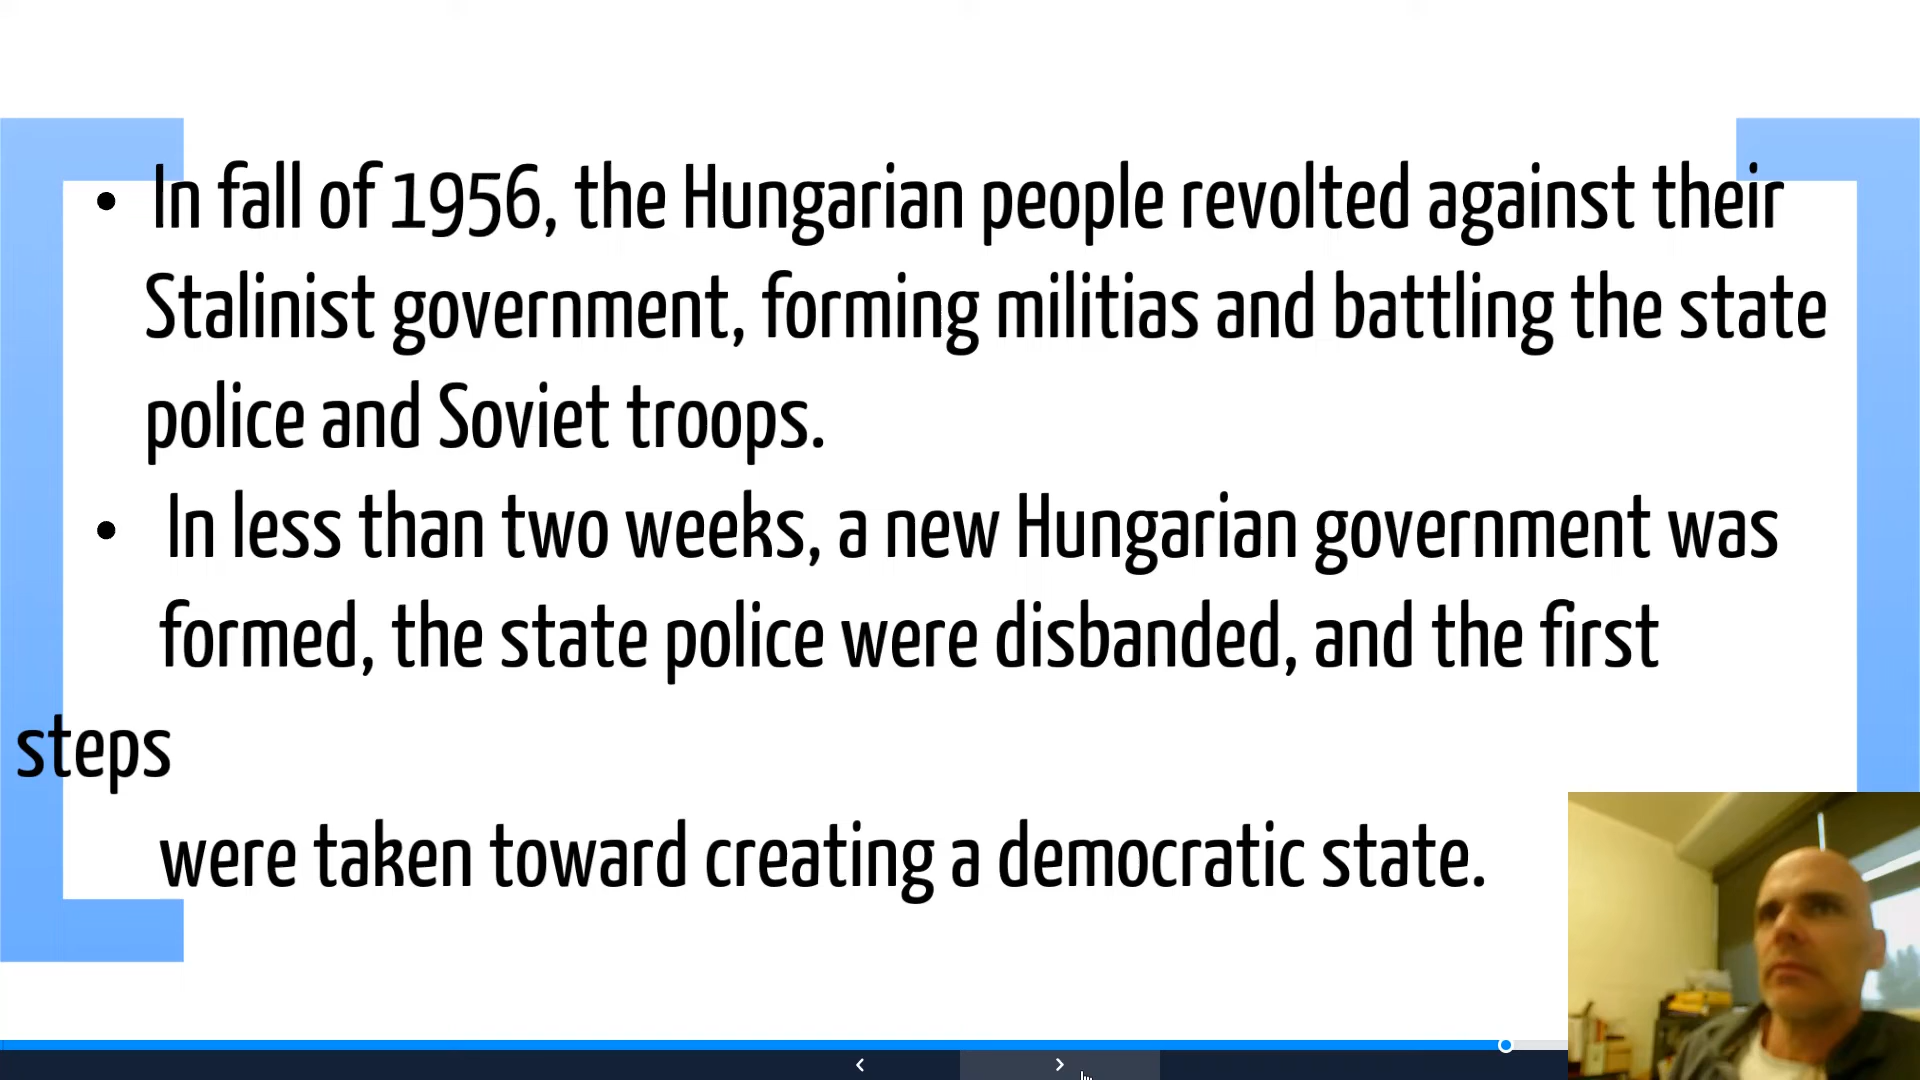 • In fall of 1956, the Hungarian people revolted against their
Stalinist government, forming militias and battling the state
police and Soviet troops.
• In less than two weeks, a new Hungarian government was
formed, the state police were disbanded, and the first
steps
were taken toward creating a democratic state.